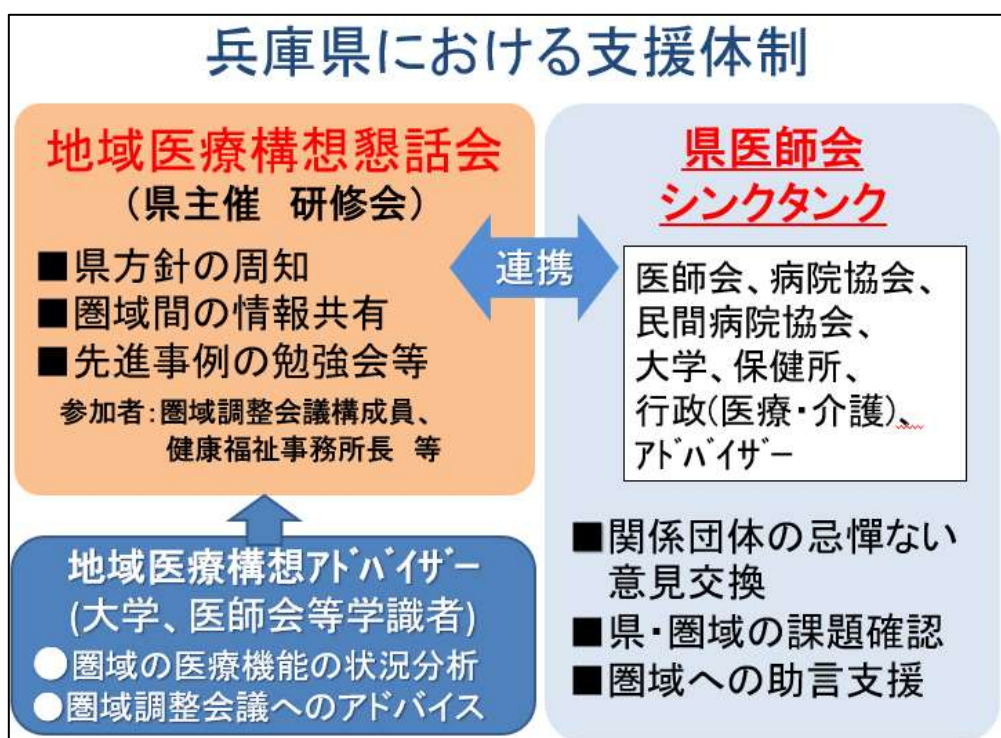 兵庫県における支援体制
地域医療構想懇話会
(県主催 研修会)
■県方針の周知
■圏域間の情報共有
■先進事例の勉強会等
参加者:圏域調整会議構成員、
健康福祉事務所長 等
連携
県医師会
シンクタンク
医師会、病院協会、
民間病院協会、
大学、保健所、
行政(医療・介護)、
アドバイザー
■関係団体の忌憚ない
意見交換
■県・圏域の課題確認
■圏域への助言支援
地域医療構想アドバイザー
(大学、医師会等学識者)
●圏域の医療機能の状況分析
●圏域調整会議へのアドバイス